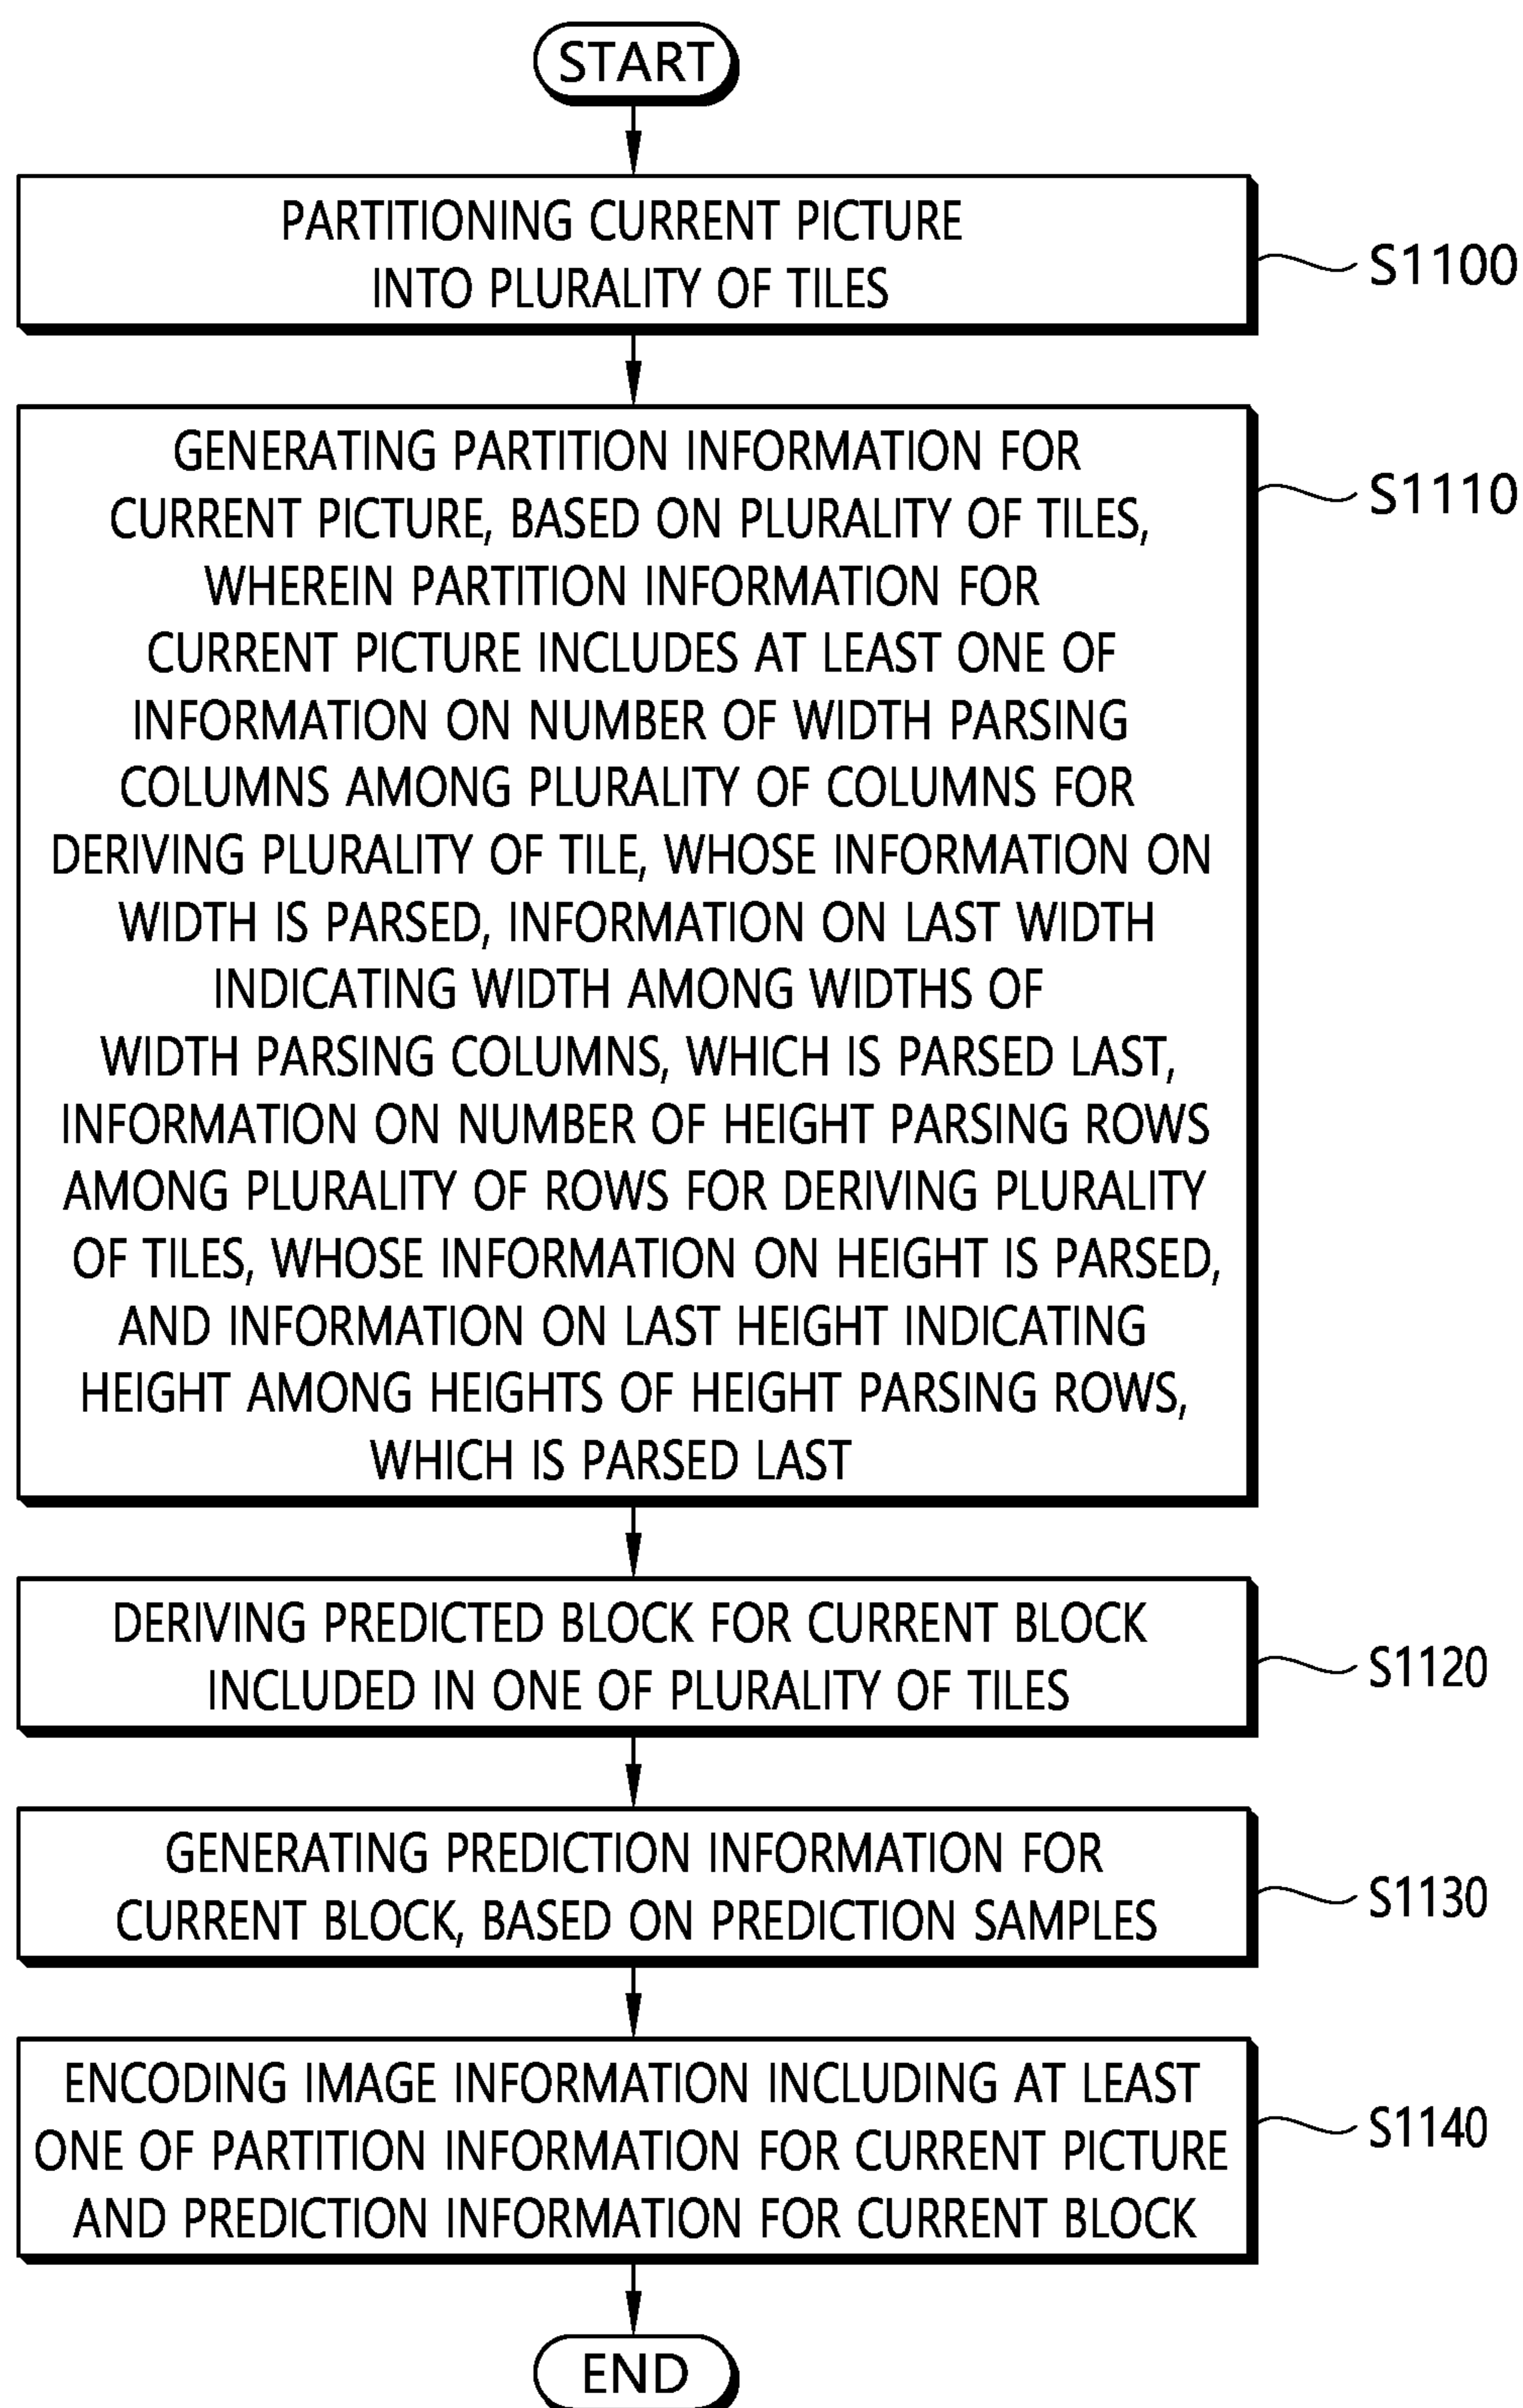 START
PARTITIONING CURRENT PICTURE
INTO PLURALITY OF TILES
S1100
GENERATING PARTITION INFORMATION FOR
CURRENT PICTURE, BASED ON PLURALITY OF TILES,
WHEREIN PARTITION INFORMATION FOR
CURRENT PICTURE INCLUDES AT LEAST ONE OF
INFORMATION ON NUMBER OF WIDTH PARSING
COLUMNS AMONG PLURALITY OF COLUMNS FOR
DERIVING PLURALITY OF TILE, WHOSE INFORMATION ON
WIDTH IS PARSED, INFORMATION ON LAST WIDTH
INDICATING WIDTH AMONG WIDTHS OF
WIDTH PARSING COLUMNS, WHICH IS PARSED LAST,
INFORMATION ON NUMBER OF HEIGHT PARSING ROWS
AMONG PLURALITY OF ROWS FOR DERIVING PLURALITY
OF TILES, WHOSE INFORMATION ON HEIGHT IS PARSED,
AND INFORMATION ON LAST HEIGHT INDICATING
HEIGHT AMONG HEIGHTS OF HEIGHT PARSING ROWS,
WHICH IS PARSED LAST
S1110
DERIVING PREDICTED BLOCK FOR CURRENT BLOCK
INCLUDED IN ONE OF PLURALITY OF TILES
S1120
GENERATING PREDICTION INFORMATION FOR
CURRENT BLOCK, BASED ON PREDICTION SAMPLES
S1130
ENCODING IMAGE INFORMATION INCLUDING AT LEAST
ONE OF PARTITION INFORMATION FOR CURRENT PICTURE
AND PREDICTION INFORMATION FOR CURRENT BLOCK
S1140
END